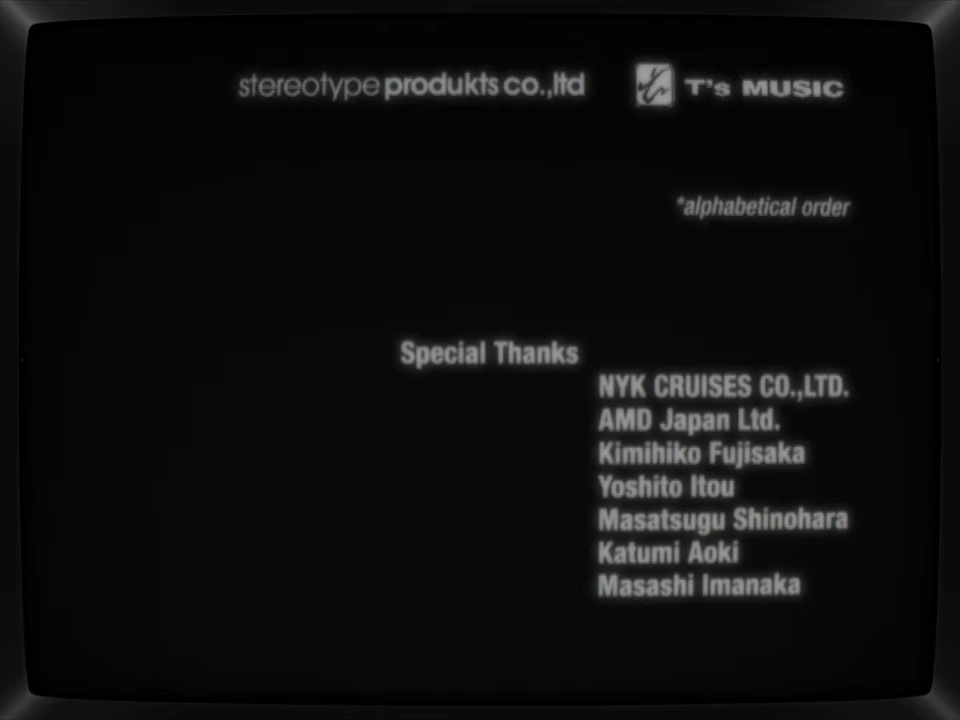 stereotype produkts co.,ltd
T's MUSIC
*alphabetical order
Special Thanks
NYK CRUISES CO.,LTD.
AMD Japan Ltd.
Kimihiko Fujisaka
Yoshito Itou
Masatsugu Shinohara
Katumi Aoki
Masashi Imanaka